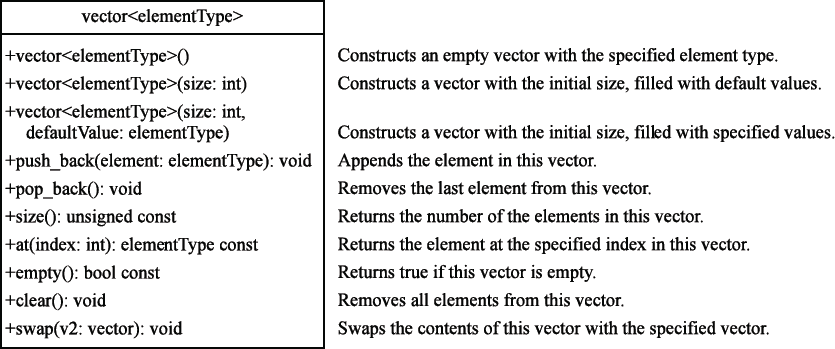 vector<elementType>
+vector<elementType>() Constructs an empty vector with the specified element type.
+vector<elementType>(size: int) Constructs a vector with the initial size, filled with default values.
+vector<elementType>(size: int,
defaultValue: elementType) Constructs a vector with the initial size, filled with specified values.
+push_back(element: elementType): void Appends the element in this vector.
+pop_back(): void Removes the last element from this vector.
+size(): unsigned const Returns the number of the elements in this vector.
+at(index: int): elementType const Returns the element at the specified index in this vector.
+empty(): bool const Returns true if this vector is empty.
+clear(): void Removes all elements from this vector.
+swap(v2: vector): void Swaps the contents of this vector with the specified vector.